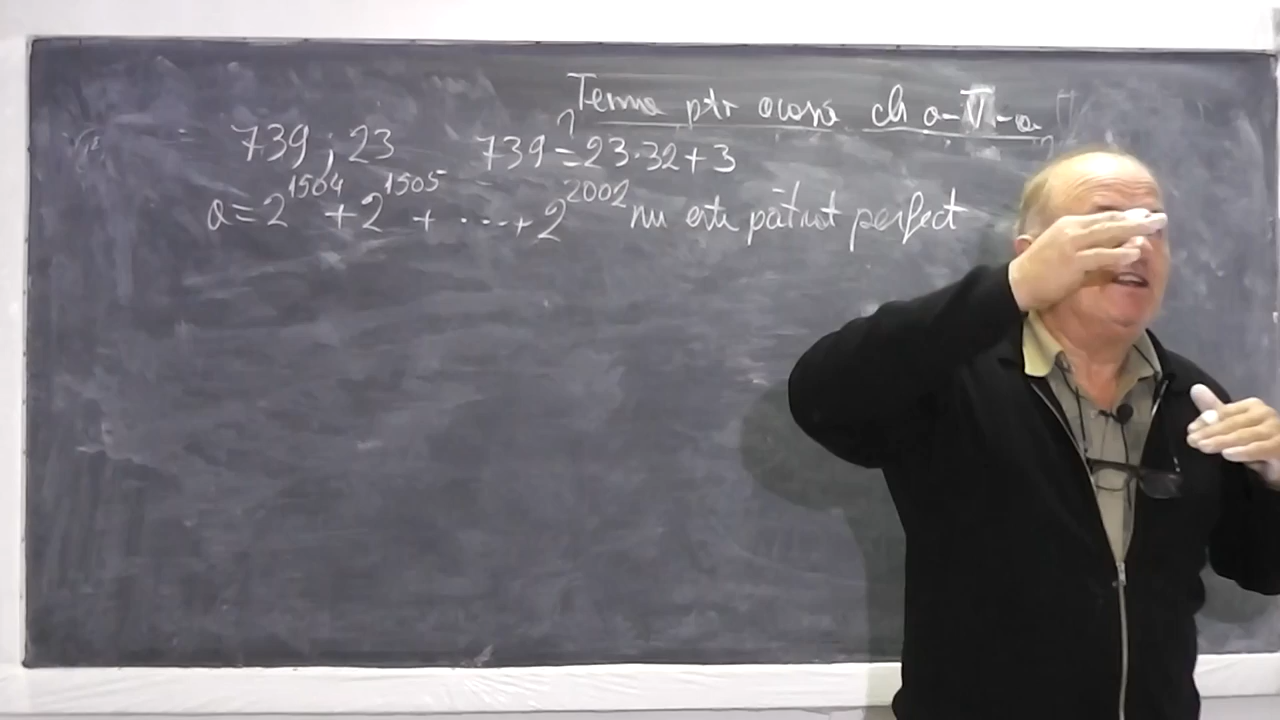 Tema ptr acasă cls a-V-a
739 ; 23 739 = 23·32+3
?
a=2^1504+2^1505+ ····+2^2002 nu este pătrat perfect